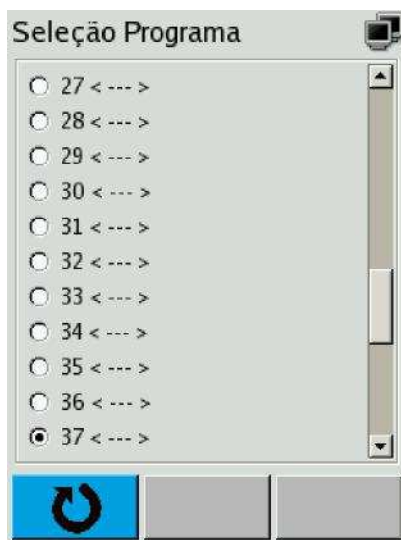 Seleção Programa
27 < --- >
28 < --- >
29 < --- >
30 < --- >
31 < --- >
32 < --- >
33 < --- >
34 < --- >
35 < --- >
36 < --- >
37 < --- >